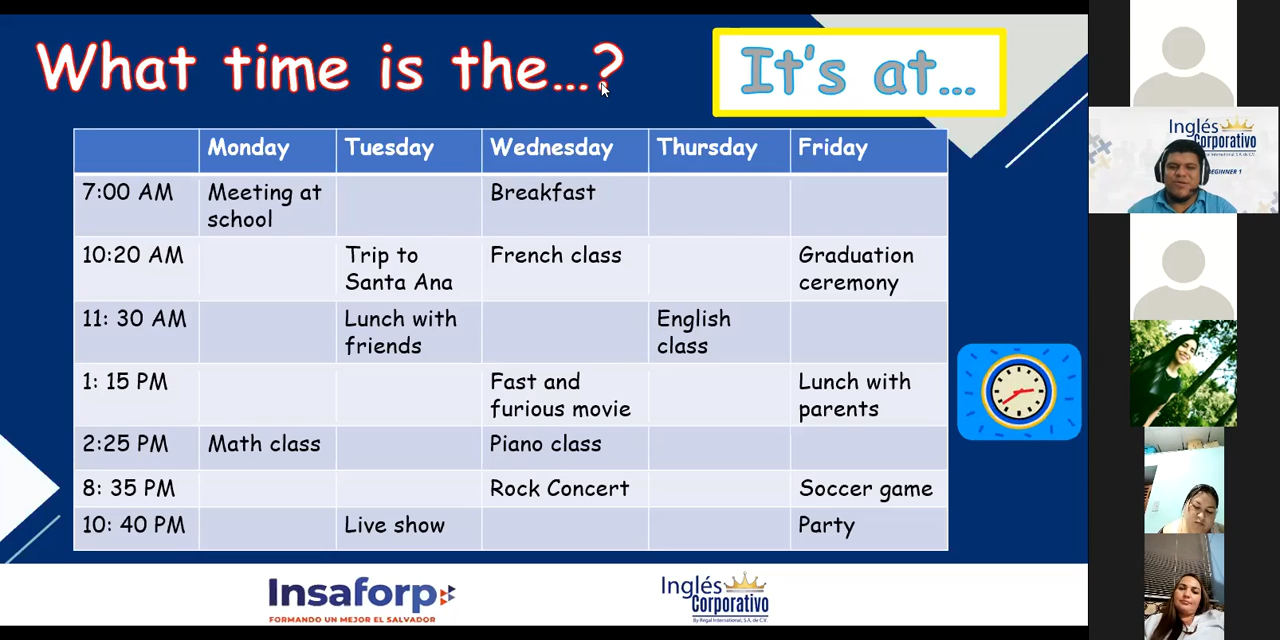 What time is the...?
It's at...
Monday Tuesday Wednesday Thursday Friday
7:00 AM Meeting at school Breakfast
10:20 AM Trip to Santa Ana French class Graduation ceremony
11: 30 AM Lunch with friends English class
1: 15 PM Fast and furious movie Lunch with parents
2:25 PM Math class Piano class
8: 35 PM Rock Concert Soccer game
10: 40 PM Live show Party
Insaforp
FORMANDO UN MEJOR EL SALVADOR
Inglés
Corporativo
By Regal International, S.A. de C.V.
Inglés
Corporativo
BEGINNER 1